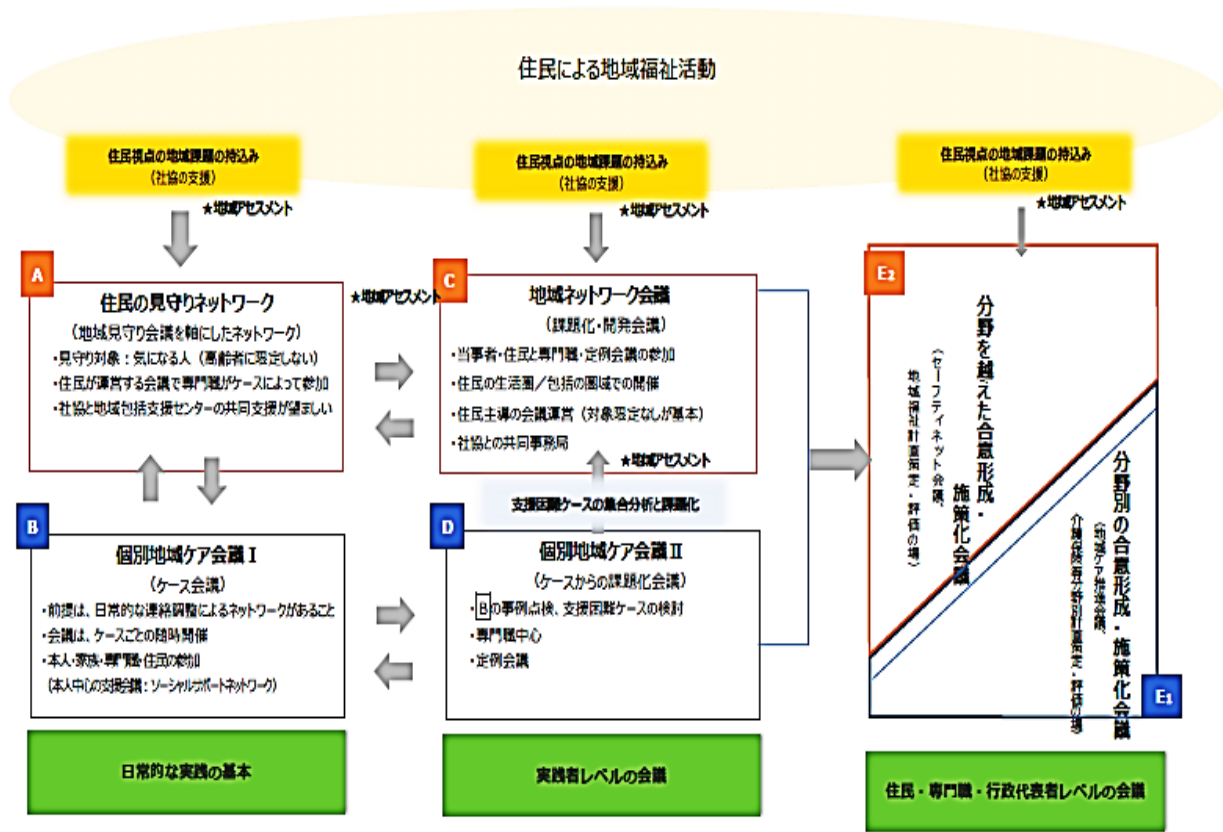 住民による地域福祉活動
住民視点の地域課題の持込み
（社協の支援）
★地域アセスメント
住民視点の地域課題の持込み
（社協の支援）
★地域アセスメント
住民視点の地域課題の持込み
（社協の支援）
★地域アセスメント
A
住民の見守りネットワーク
（地域見守り会議を軸にしたネットワーク）
・見守り対象：気になる人（高齢者に限定しない）
・住民が運営する会議で専門職がケースによって参加
・社協と地域包括支援センターの共同支援が望ましい
★地域アセスメント
C
地域ネットワーク会議
（課題化・開発会議）
・当事者・住民と専門職・定例会議の参加
・住民の生活圏／包括の圏域での開催
・住民主導の会議運営（対象限定なしが基本）
・社協との共同事務局
★地域アセスメント
支援困難ケースの集合分析と課題化
B
個別地域ケア会議Ⅰ
（ケース会議）
・前提は、日常的な連絡調整によるネットワークがあること
・会議は、ケースごとの随時開催
・本人・家族・専門職・住民の参加
（本人中心の支援会議：ソーシャルサポートネットワーク）
D
個別地域ケア会議Ⅱ
（ケースからの課題化会議）
・Bの事例点検、支援困難ケースの検討
・専門職中心
・定例会議
E2
分野を越えた合意形成・
施策化会議
（セーフティネット会議、
地域福祉計画策定・評価の場）
分野別の合意形成・施策化会議
（地域ケア推進会議、
介護保険等分野別計画策定・評価の場）
E1
日常的な実践の基本
実践者レベルの会議
住民・専門職・行政代表者レベルの会議